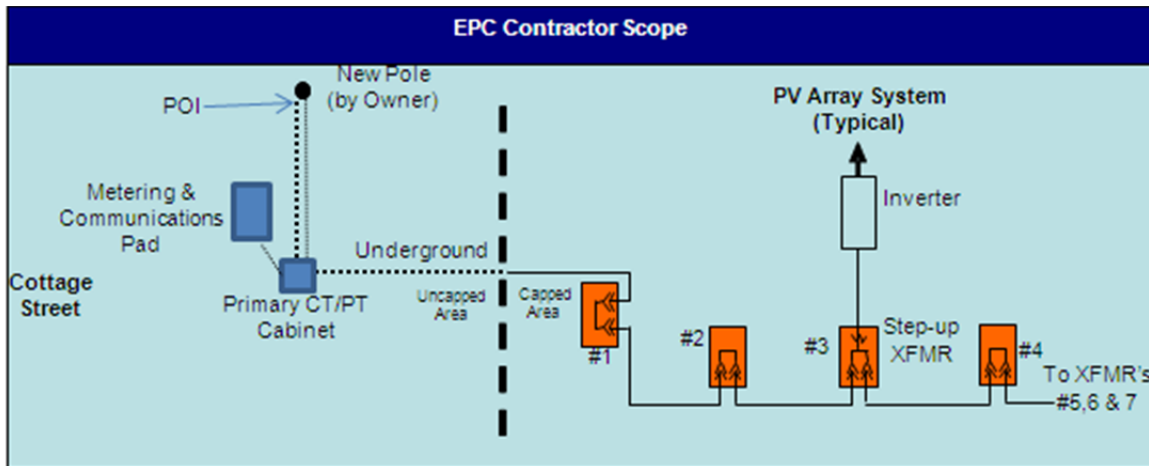 EPC Contractor Scope
New Pole
(by Owner)
POI
PV Array System
(Typical)
Metering &
Communications
Pad
Inverter
Underground
Cottage
Street
Primary CT/PT
Cabinet
Uncapped
Area
Capped
Area
#1
#2
#3
Step-up
XFMR
#4
To XFMR's
#5,6 & 7